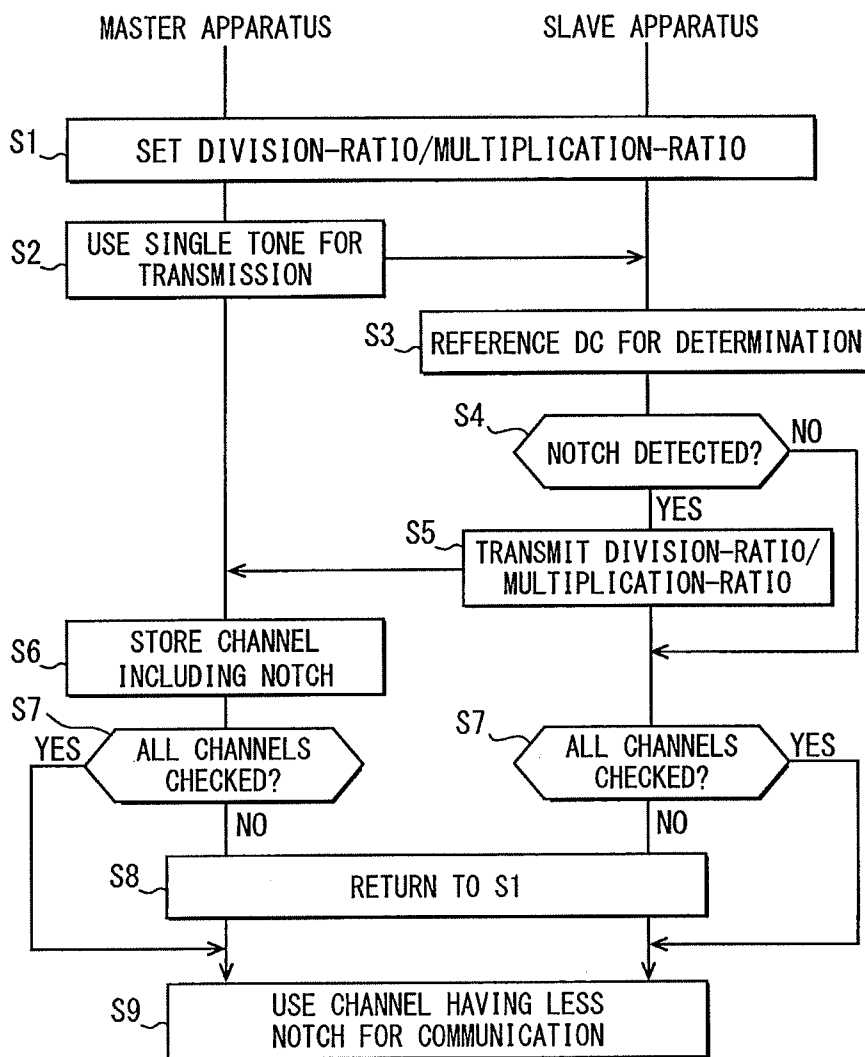 MASTER APPARATUS
SLAVE APPARATUS
S1
SET DIVISION-RATIO/MULTIPLICATION-RATIO
S2
USE SINGLE TONE FOR
TRANSMISSION
S3
REFERENCE DC FOR DETERMINATION
S4
NOTCH DETECTED?
NO
YES
S5
TRANSMIT DIVISION-RATIO/
MULTIPLICATION-RATIO
S6
STORE CHANNEL
INCLUDING NOTCH
S7
YES
ALL CHANNELS
CHECKED?
NO
S7
ALL CHANNELS
CHECKED?
YES
NO
S8
RETURN TO S1
S9
USE CHANNEL HAVING LESS
NOTCH FOR COMMUNICATION